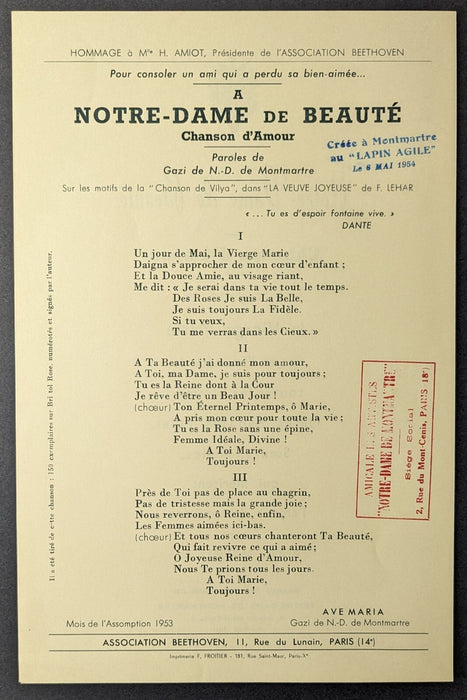 HOMMAGE à Mlle H. AMIOT, Présidente de l'ASSOCIATION BEETHOVEN
Pour consoler un ami qui a perdu sa bien-aimée...
A
NOTRE-DAME DE BEAUTÉ
Chanson d'Amour
Paroles de
Gazi de N.-D. de Montmartre
Créée à Montmartre
au "LAPIN AGILE"
Le 6 MAI 1954
Sur les motifs de la "Chanson de Vilya", dans "LA VEUVE JOYEUSE" de F. LEHAR
« ... Tu es d'espoir fontaine vive. »
DANTE
I
Un jour de Mai, la Vierge Marie
Daigna s'approcher de mon cœur d'enfant ;
Et la Douce Amie, au visage riant,
Me dit : « Je serai dans ta vie tout le temps.
Des Roses Je suis La Belle,
Je suis toujours La Fidèle.
Si tu veux,
Tu me verras dans les Cieux. »
II
A Ta Beauté j'ai donné mon amour,
A Toi, ma Dame, je suis pour toujours ;
Tu es la Reine dont à la Cour
Je rêve d'être un Beau Jour !
(chœur) Ton Éternel Printemps, ô Marie,
A pris mon cœur pour toute la vie ;
Tu es la Rose sans une épine,
Femme Idéale, Divine !
A Toi Marie,
Toujours !
III
Près de Toi pas de place au chagrin,
Pas de tristesse mais la grande joie ;
Nous reverrons, ô Reine, enfin,
Les Femmes aimées ici-bas.
(chœur) Et tous nos cœurs chanteront Ta Beauté,
Qui fait revivre ce qui a aimé ;
O Joyeuse Reine d'Amour,
Nous Te prions tous les jours.
A Toi Marie,
Toujours !
AVE MARIA
Mois de l'Assomption 1953
Gazi de N.-D. de Montmartre
ASSOCIATION BEETHOVEN, 11, Rue du Lunain, PARIS (14e)
Imprimerie F. FROITIER - 181, Rue Saint-Maur, Paris-Xe
Il a été tiré de cette chanson : 150 exemplaires sur Bristol Rose, numérotés et signés par l'auteur.
AMICALE ARTISTES
"NOTRE-DAME DE MONTMARTRE"
Siège Social
2, Rue du Mont-Cenis, PARIS 18e